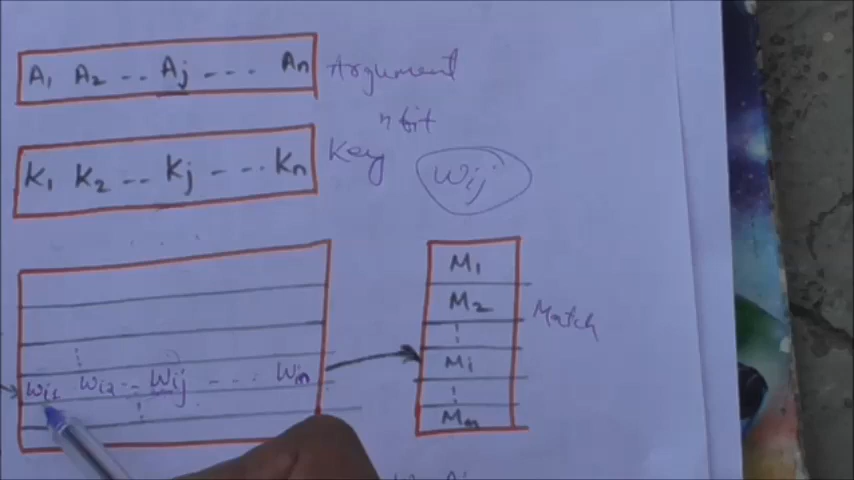 A1 A2 .. Aj .... An Argument
n bit
K1 K2 .. Kj - ... Kn Key
Wij
M1
M2 Match
Wi1 Wi2 .. Wij .... Win Mi
Mm